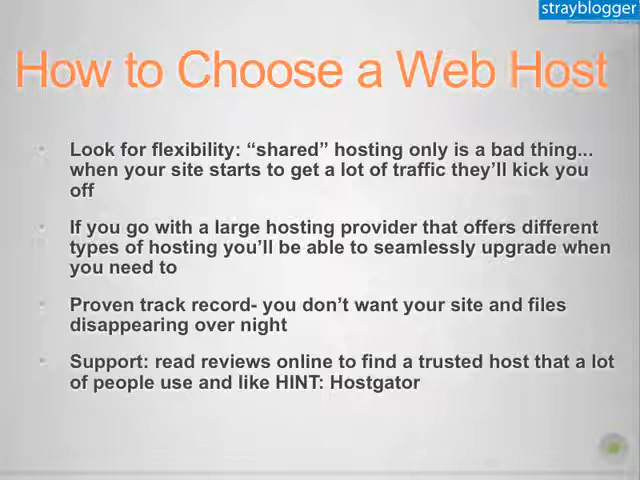 strayblogger
How to Choose a Web Host
Look for flexibility: “shared” hosting only is a bad thing...
when your site starts to get a lot of traffic they’ll kick you
off
If you go with a large hosting provider that offers different
types of hosting you’ll be able to seamlessly upgrade when
you need to
Proven track record- you don’t want your site and files
disappearing over night
Support: read reviews online to find a trusted host that a lot
of people use and like HINT: Hostgator